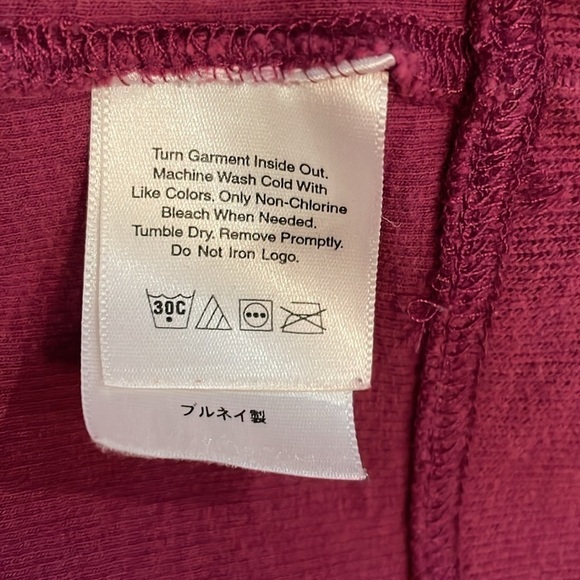 Turn Garment Inside Out.
Machine Wash Cold With
Like Colors. Only Non-Chlorine
Bleach When Needed.
Tumble Dry. Remove Promptly.
Do Not Iron Logo.
30C
ブルネイ製